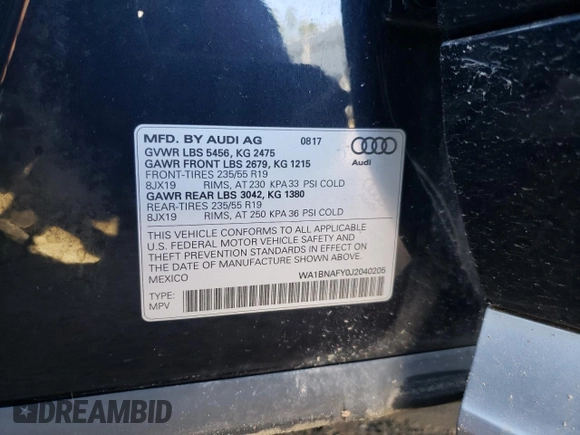 MFD. BY AUDI AG 0817
GVWR LBS 5456, KG 2475
GAWR FRONT LBS 2679, KG 1215
FRONT-TIRES 235/55 R19
8JX19 RIMS, AT 230 KPA 33 PSI COLD
GAWR REAR LBS 3042, KG 1380
REAR-TIRES 235/55 R19
8JX19 RIMS, AT 250 KPA 36 PSI COLD
Audi
THIS VEHICLE CONFORMS TO ALL APPLICABLE
U.S. FEDERAL MOTOR VEHICLE SAFETY AND
THEFT PREVENTION STANDARDS IN EFFECT ON
THE DATE OF MANUFACTURE SHOWN ABOVE.
MEXICO WA1BNAFY0J2040205
TYPE:
MPV
DREAMBID